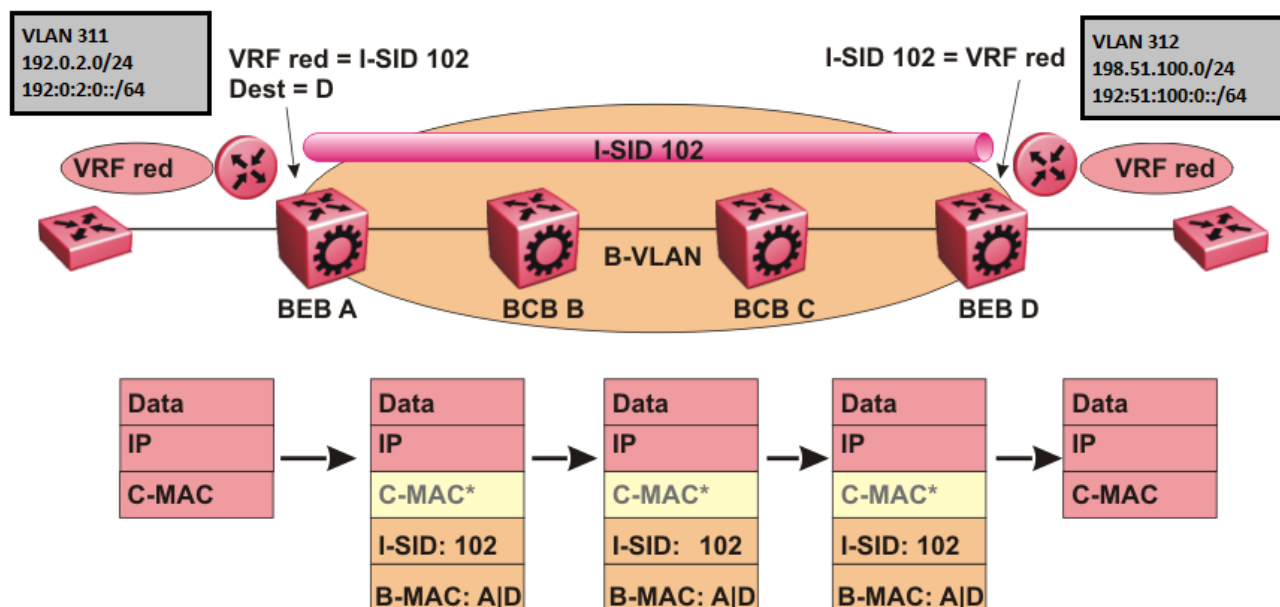 VLAN 311
192.0.2.0/24
192:0:2:0::/64
VRF red = I-SID 102
Dest = D
I-SID 102 = VRF red
VLAN 312
198.51.100.0/24
192:51:100:0::/64
VRF red
I-SID 102
VRF red
B-VLAN
BEB A
BCB B
BCB C
BEB D
Data
IP
C-MAC
Data
IP
C-MAC*
I-SID: 102
B-MAC: A|D
Data
IP
C-MAC*
I-SID: 102
B-MAC: A|D
Data
IP
C-MAC*
I-SID: 102
B-MAC: A|D
Data
IP
C-MAC